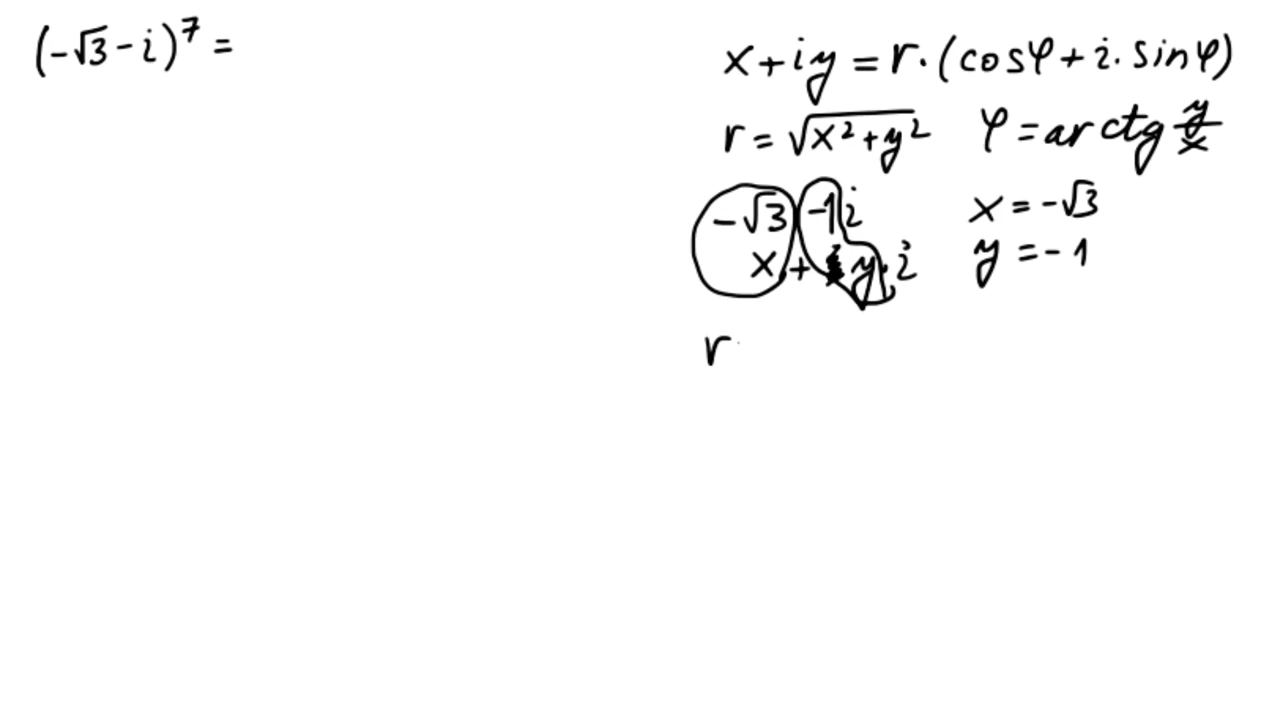 (-√3 - i)⁷ =
x + iy = r · (cosφ + i · sinφ)
r = √(x² + y²) φ = arctg y/x
-√3 -1i x = -√3
x + y · i y = -1
r